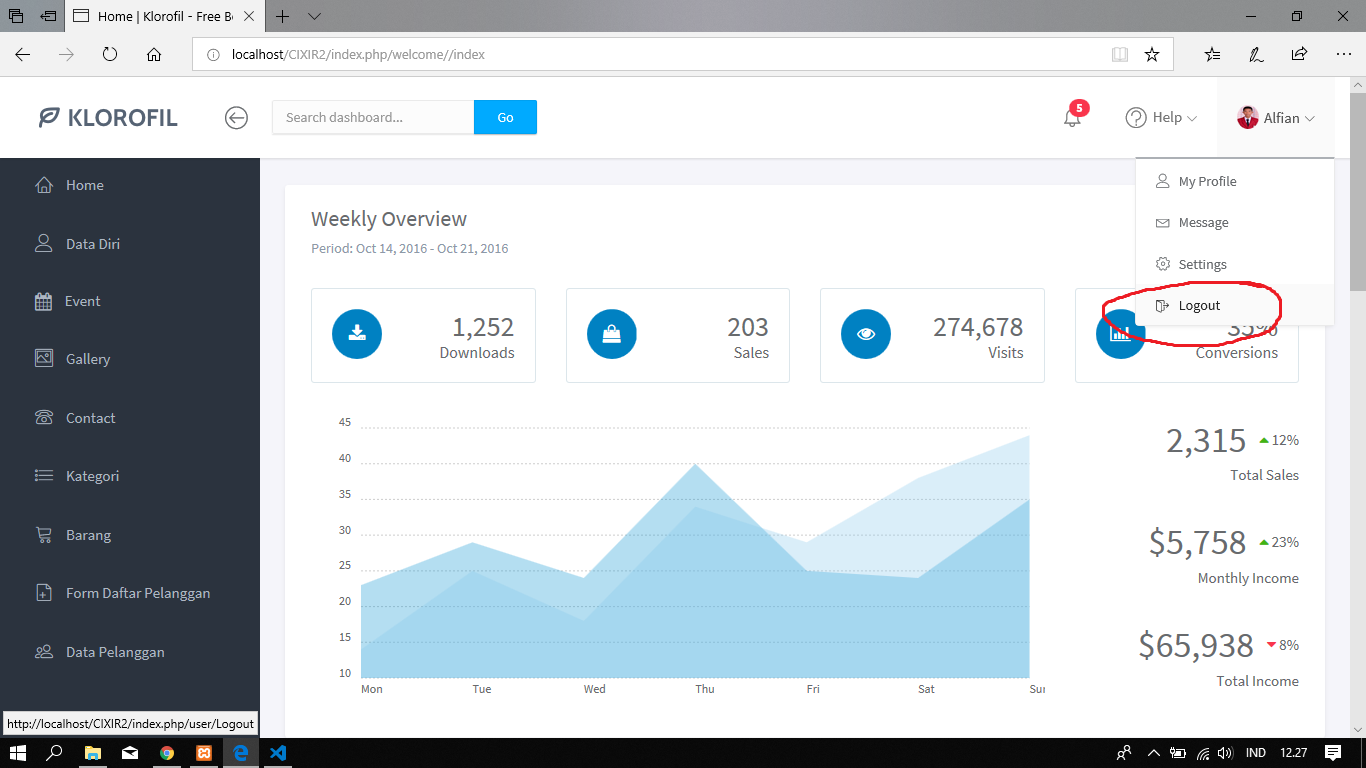 Home | Klorofil - Free Bo
localhost/CIXIR2/index.php/welcome//index
KLOROFIL
Search dashboard...
Go
5
Help
Alfian
My Profile
Message
Settings
Logout
Home
Data Diri
Event
Gallery
Contact
Kategori
Barang
Form Daftar Pelanggan
Data Pelanggan
Weekly Overview
Period: Oct 14, 2016 - Oct 21, 2016
1,252
Downloads
203
Sales
274,678
Visits
35%
Conversions
45
40
35
30
25
20
15
10
Mon Tue Wed Thu Fri Sat Sun
2,315 12%
Total Sales
$5,758 23%
Monthly Income
$65,938 8%
Total Income
http://localhost/CIXIR2/index.php/user/Logout
IND 12.27